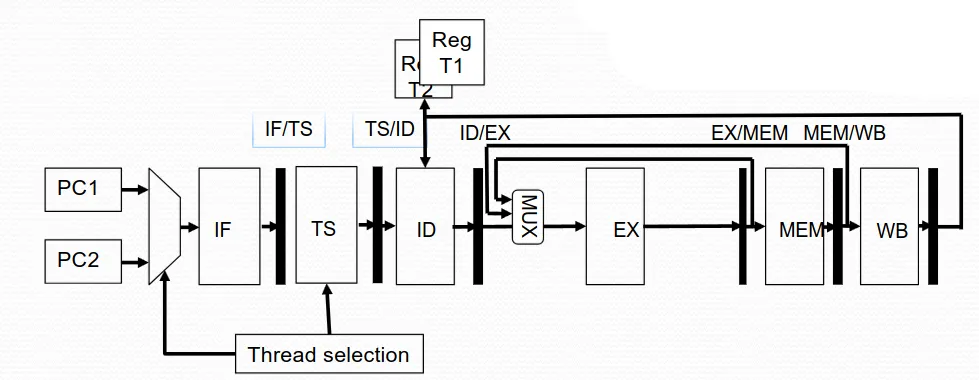 Reg
T1
Re
T2
IF/TS
TS/ID
ID/EX
EX/MEM
MEM/WB
PC1
PC2
IF
TS
ID
MUX
EX
MEM
WB
Thread selection